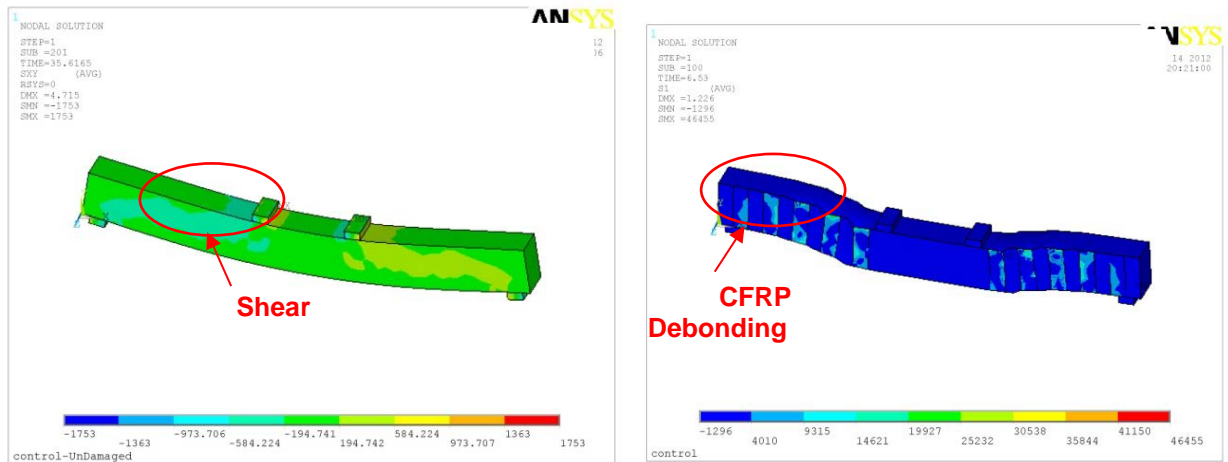 1
NODAL SOLUTION
STEP=1
SUB =201
TIME=35.6165
SXY (AVG)
RSYS=0
DMX =4.715
SMN =-1753
SMX =1753
ANSYS
12
Z
X
Shear
-1753
-1363
-973.706
-584.224
-194.741
194.742
584.224
973.707
1363
1753
control-UnDamaged
1
NODAL SOLUTION
STEP=1
SUB =100
TIME=6.53
S1 (AVG)
DMX =1.226
SMN =-1296
SMX =46455
NSYS
14 2012
20:21:00
Z
CFRP
Debonding
-1296
4010
9315
14621
19927
25232
30538
35844
41150
46455
control